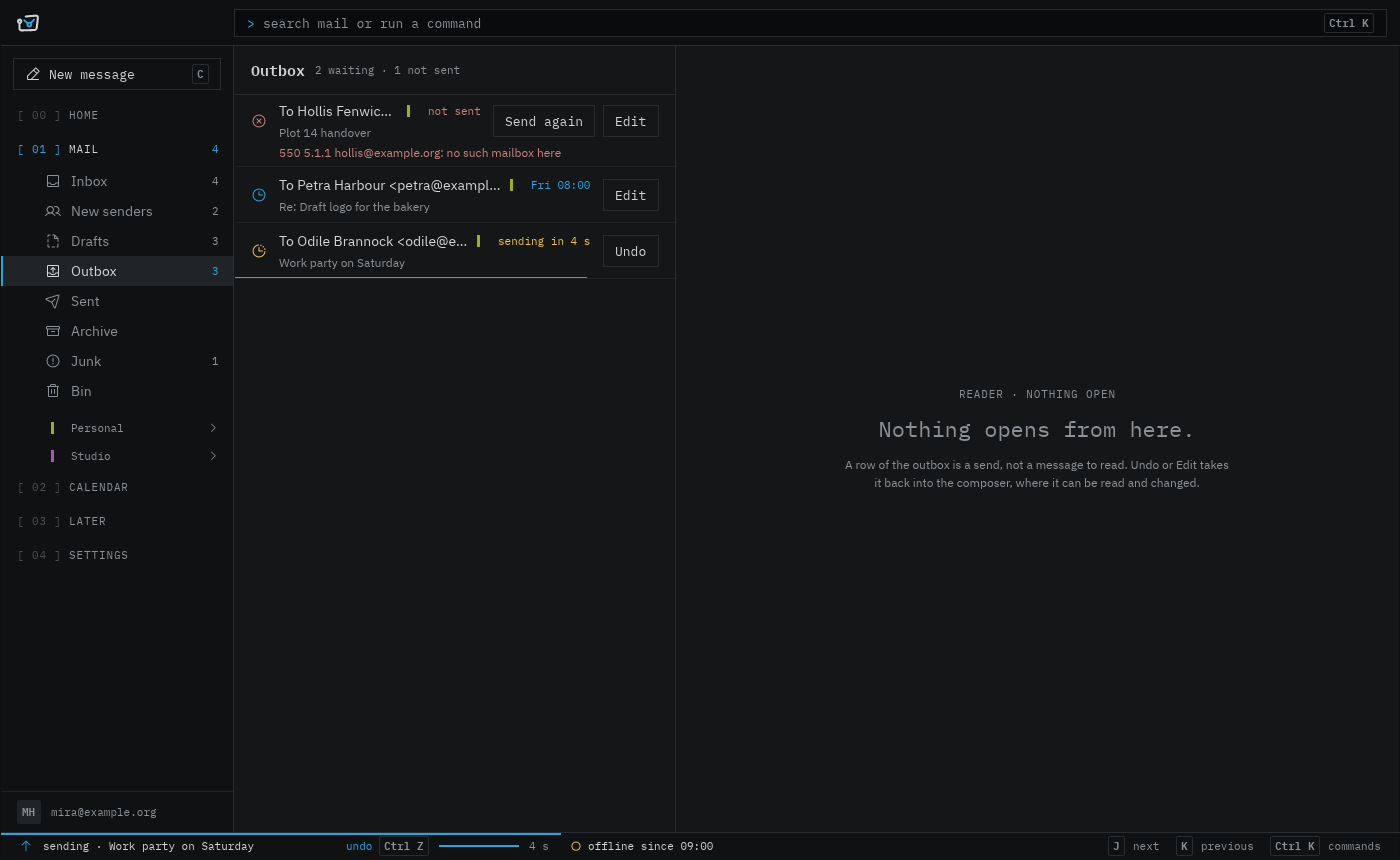 > search mail or run a command Ctrl K
New message C
[ 00 ] HOME
[ 01 ] MAIL 4
Inbox 4
New senders 2
Drafts 3
Outbox 3
Sent
Archive
Junk 1
Bin
Personal
Studio
[ 02 ] CALENDAR
[ 03 ] LATER
[ 04 ] SETTINGS
MH mira@example.org
Outbox 2 waiting · 1 not sent
To Hollis Fenwic... not sent Send again Edit
Plot 14 handover
550 5.1.1 hollis@example.org: no such mailbox here
To Petra Harbour <petra@exampl... Fri 08:00 Edit
Re: Draft logo for the bakery
To Odile Brannock <odile@e... sending in 4 s Undo
Work party on Saturday
READER · NOTHING OPEN
Nothing opens from here.
A row of the outbox is a send, not a message to read. Undo or Edit takes
it back into the composer, where it can be read and changed.
sending · Work party on Saturday undo Ctrl Z 4 s offline since 09:00 J next K previous Ctrl K commands